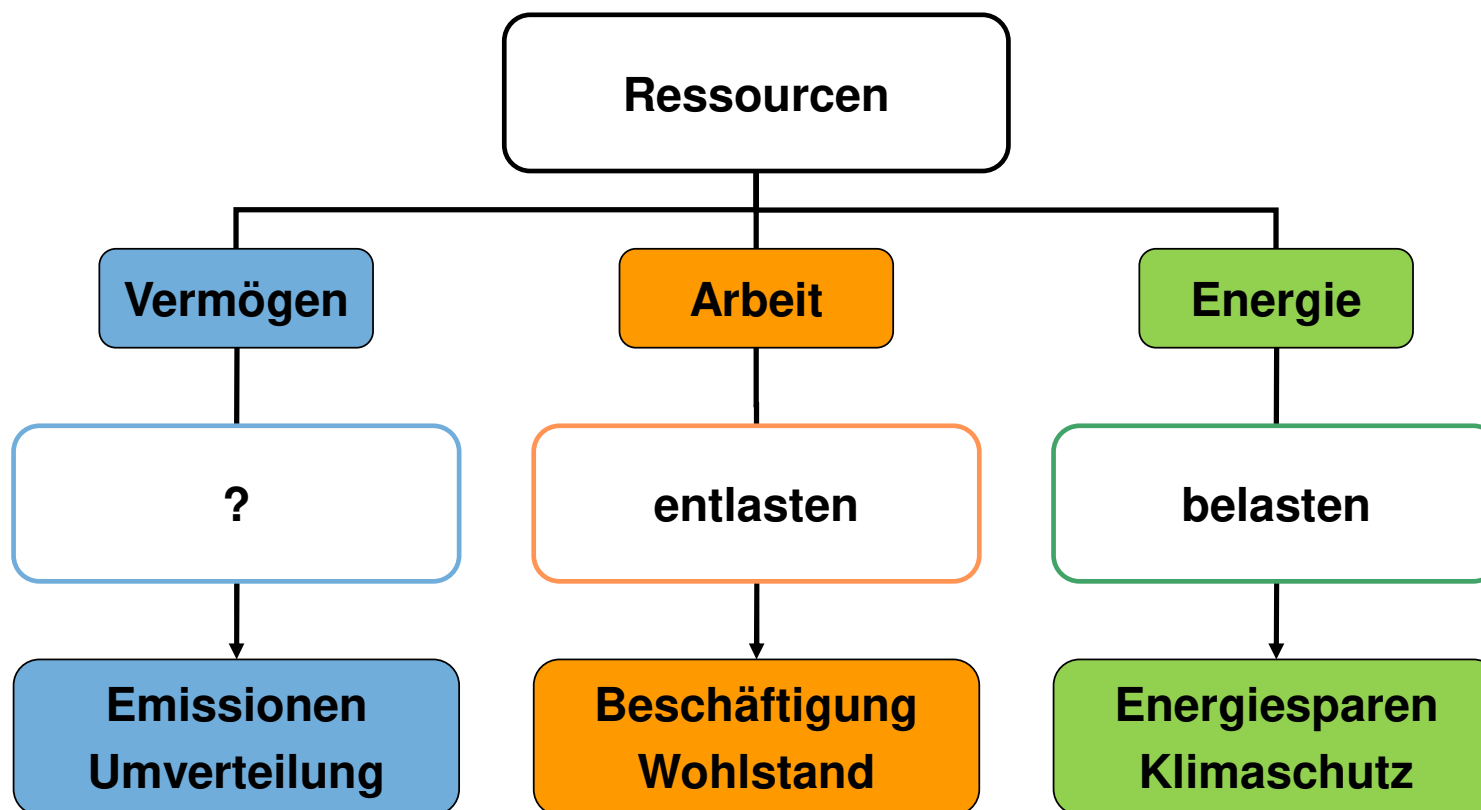 Ressourcen
Vermögen
Arbeit
Energie
?
entlasten
belasten
Emissionen
Umverteilung
Beschäftigung
Wohlstand
Energiesparen
Klimaschutz